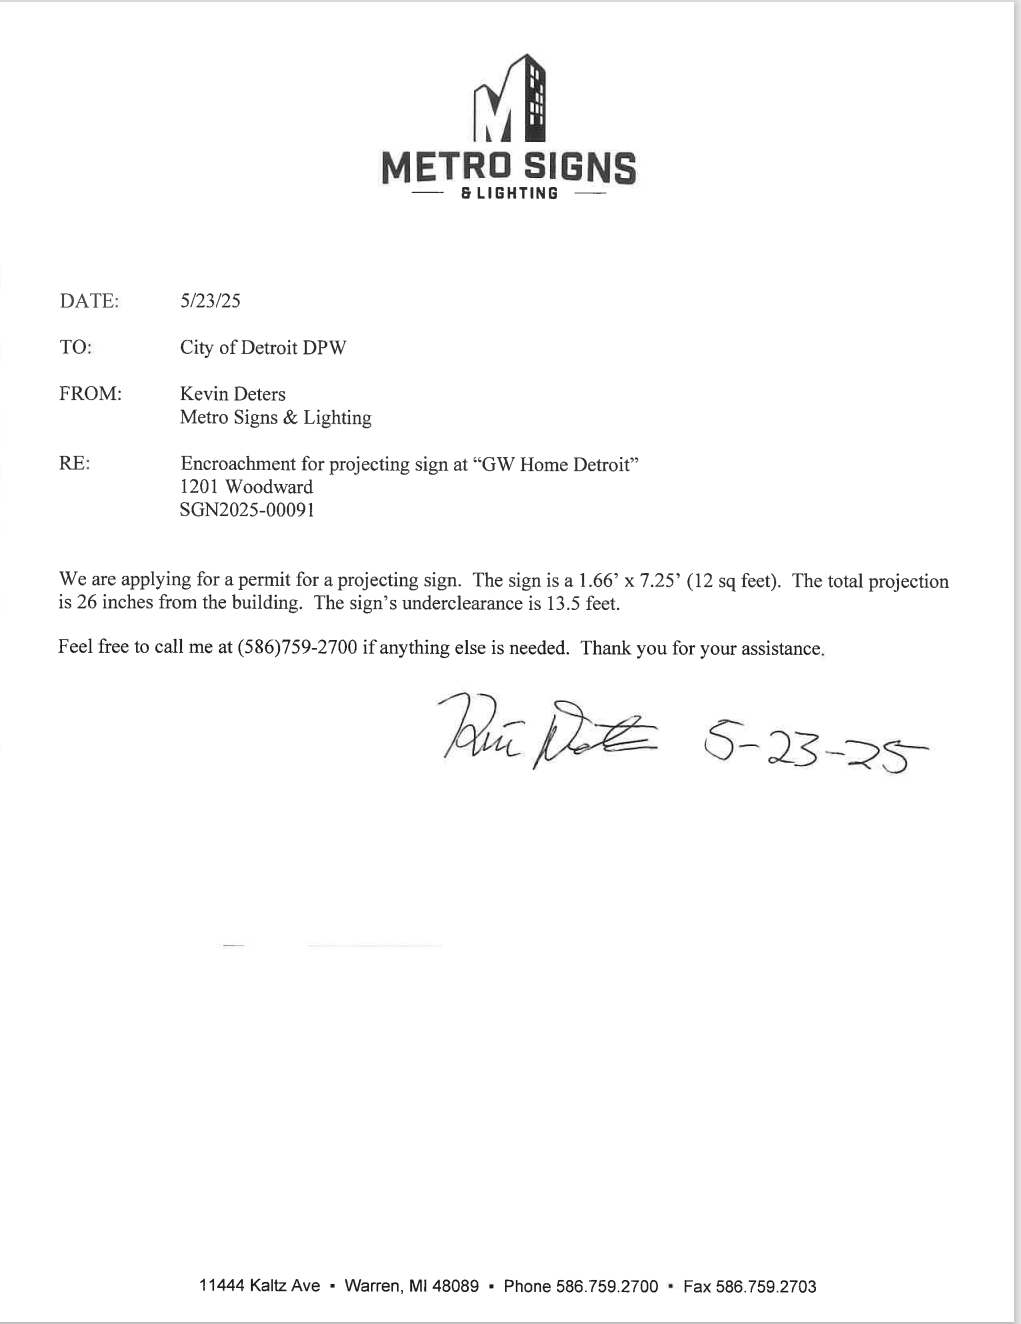 METRO SIGNS
& LIGHTING
DATE: 5/23/25
TO: City of Detroit DPW
FROM: Kevin Deters
Metro Signs & Lighting
RE: Encroachment for projecting sign at “GW Home Detroit”
1201 Woodward
SGN2025-00091
We are applying for a permit for a projecting sign. The sign is a 1.66’ x 7.25’ (12 sq feet). The total projection
is 26 inches from the building. The sign’s underclearance is 13.5 feet.
Feel free to call me at (586)759-2700 if anything else is needed. Thank you for your assistance.
Kevin Deters 5-23-25
11444 Kaltz Ave ▪ Warren, MI 48089 ▪ Phone 586.759.2700 ▪ Fax 586.759.2703